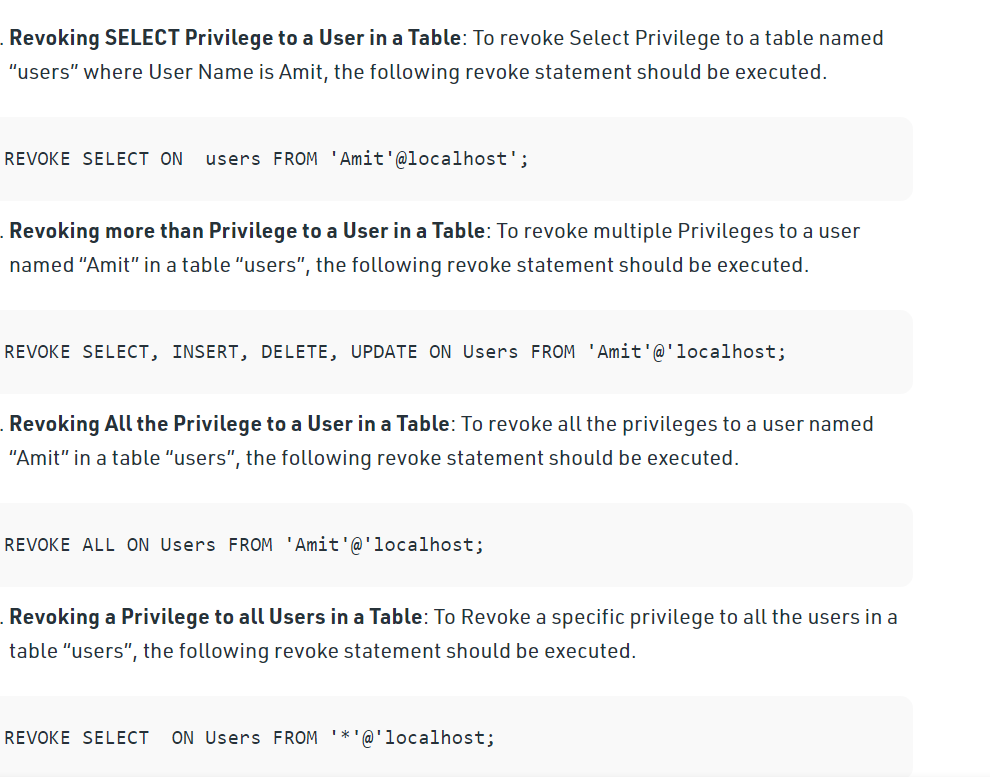 . Revoking SELECT Privilege to a User in a Table: To revoke Select Privilege to a table named
“users” where User Name is Amit, the following revoke statement should be executed.
REVOKE SELECT ON  users FROM 'Amit'@localhost';
. Revoking more than Privilege to a User in a Table: To revoke multiple Privileges to a user
named “Amit” in a table “users”, the following revoke statement should be executed.
REVOKE SELECT, INSERT, DELETE, UPDATE ON Users FROM 'Amit'@'localhost;
. Revoking All the Privilege to a User in a Table: To revoke all the privileges to a user named
“Amit” in a table “users”, the following revoke statement should be executed.
REVOKE ALL ON Users FROM 'Amit'@'localhost;
. Revoking a Privilege to all Users in a Table: To Revoke a specific privilege to all the users in a
table “users”, the following revoke statement should be executed.
REVOKE SELECT  ON Users FROM '*'@'localhost;